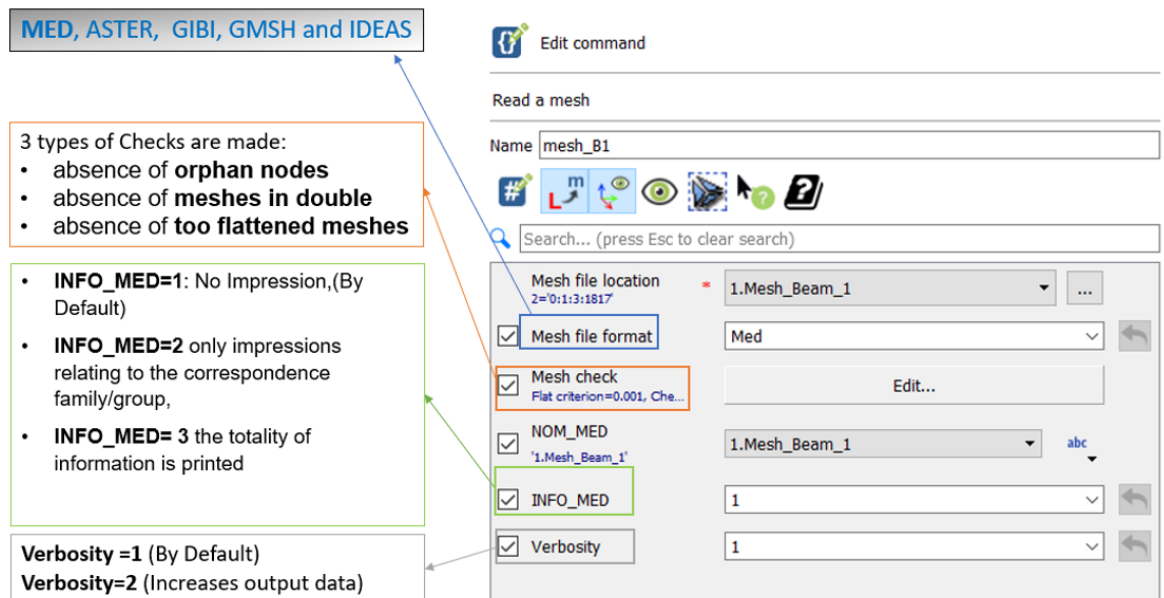 MED, ASTER,  GIBI, GMSH and IDEAS
3 types of Checks are made:
• absence of orphan nodes
• absence of meshes in double
• absence of too flattened meshes
• INFO_MED=1: No Impression,(By
Default)
• INFO_MED=2 only impressions
relating to the correspondence
family/group,
• INFO_MED= 3 the totality of
information is printed
Verbosity =1 (By Default)
Verbosity=2 (Increases output data)
{} Edit command
Read a mesh
Name mesh_B1
# L m ? ?
Search... (press Esc to clear search)
Mesh file location * 1.Mesh_Beam_1 ...
2='0:1:3:1817'
Mesh file format Med
Mesh check Edit...
Flat criterion=0.001, Che...
NOM_MED 1.Mesh_Beam_1 abc
'1.Mesh_Beam_1'
INFO_MED 1
Verbosity 1